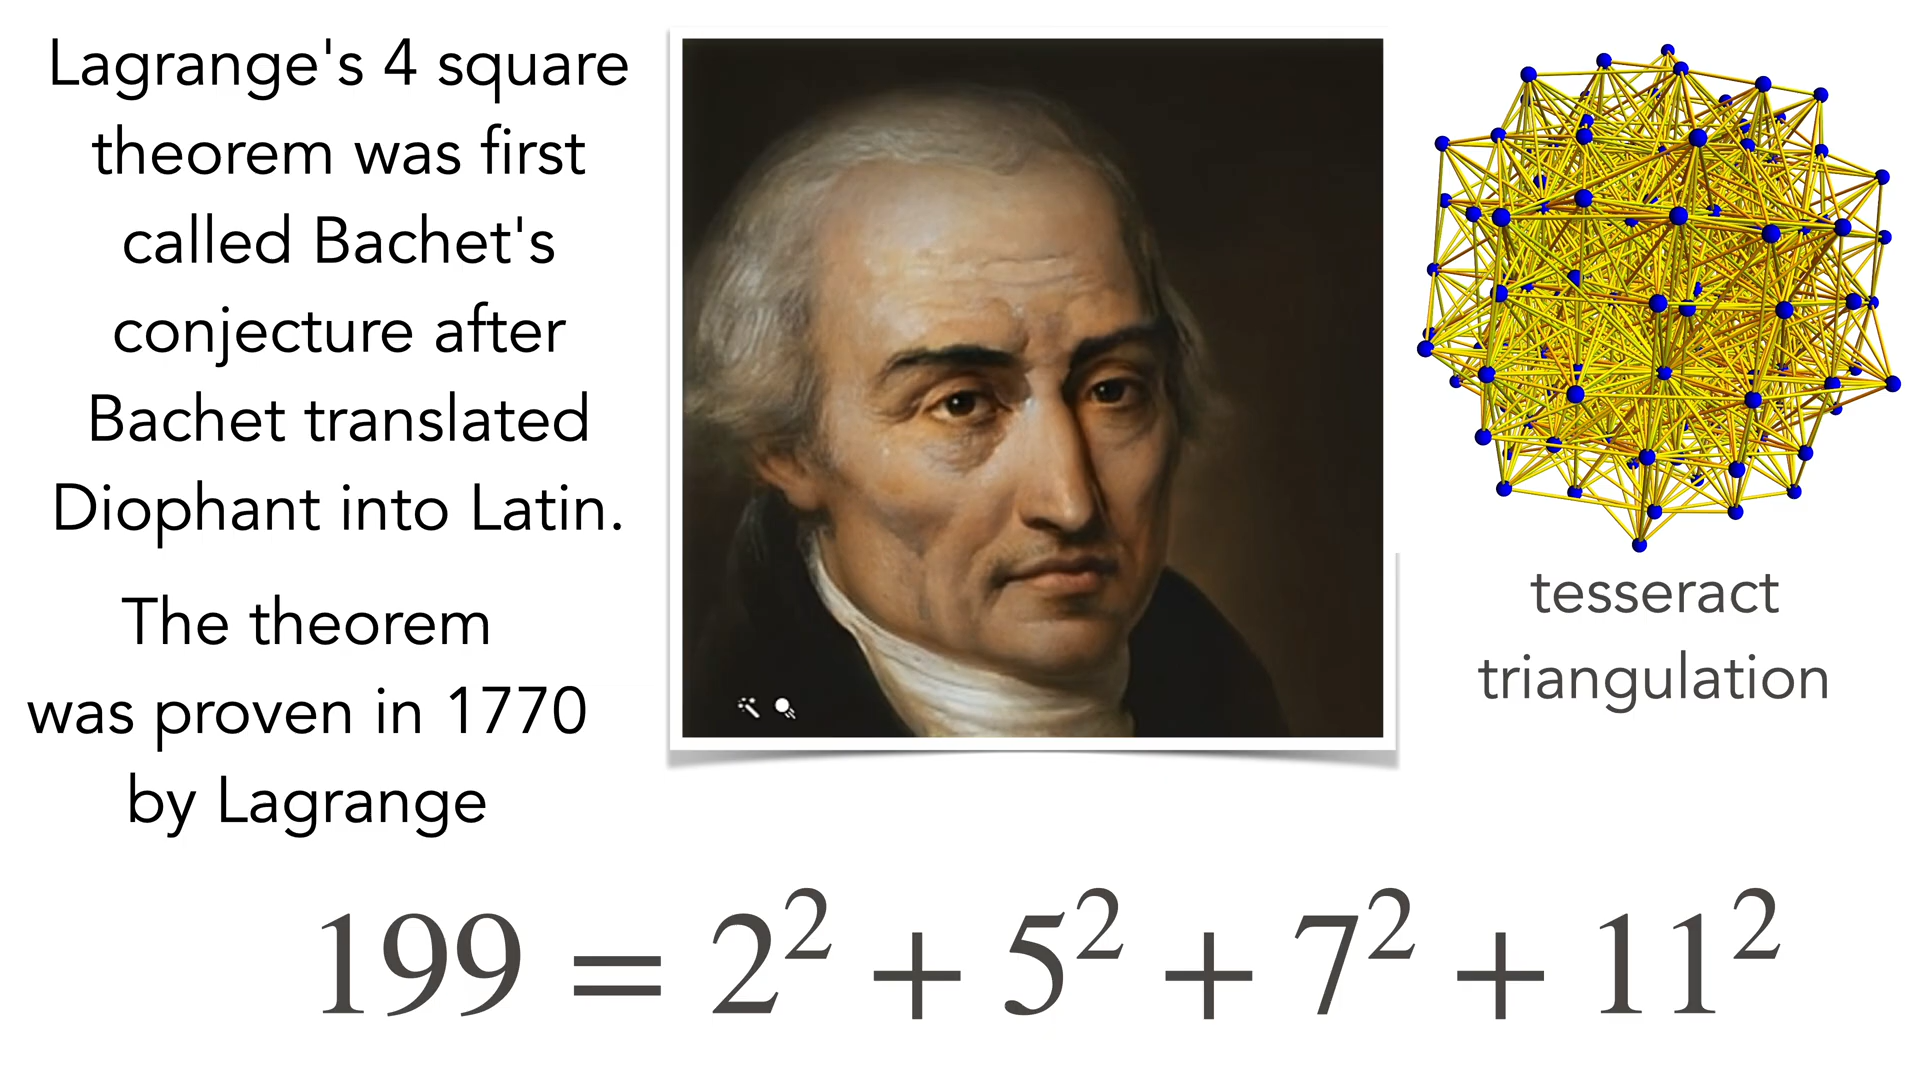 Lagrange's 4 square
theorem was first
called Bachet's
conjecture after
Bachet translated
Diophant into Latin.
The theorem
was proven in 1770
by Lagrange
tesseract
triangulation
199 = 2² + 5² + 7² + 11²